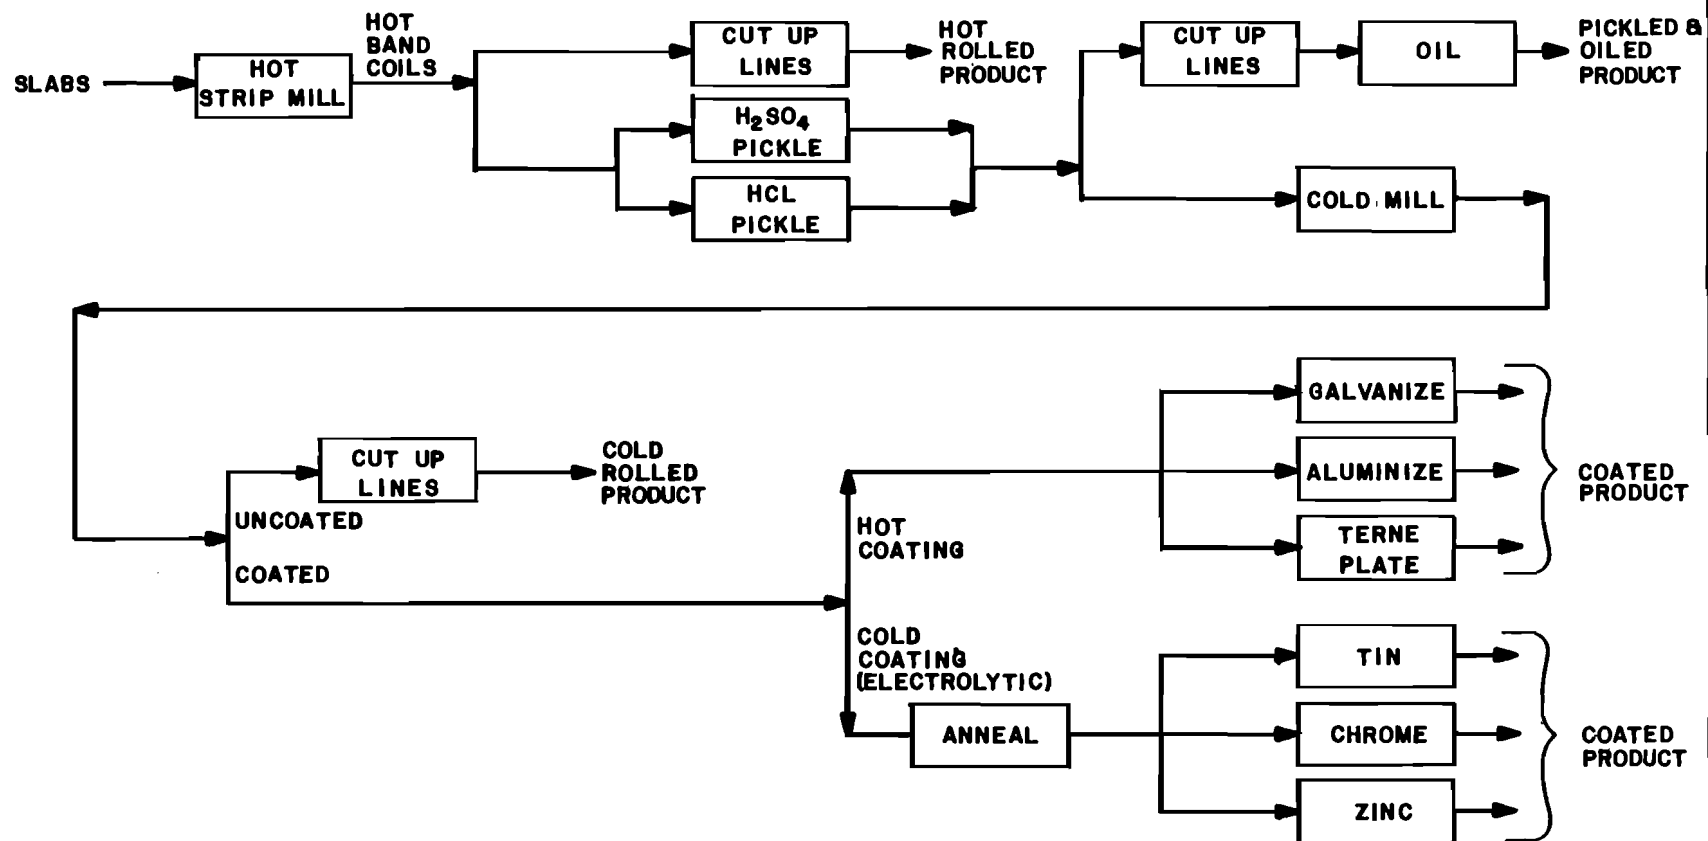 SLABS
HOT
STRIP MILL
HOT
BAND
COILS
CUT UP
LINES
HOT
ROLLED
PRODUCT
H₂SO₄
PICKLE
HCL
PICKLE
CUT UP
LINES
OIL
PICKLED &
OILED
PRODUCT
COLD MILL
CUT UP
LINES
COLD
ROLLED
PRODUCT
UNCOATED
COATED
HOT
COATING
COLD
COATING
(ELECTROLYTIC)
ANNEAL
GALVANIZE
ALUMINIZE
TERNE
PLATE
COATED
PRODUCT
TIN
CHROME
ZINC
COATED
PRODUCT